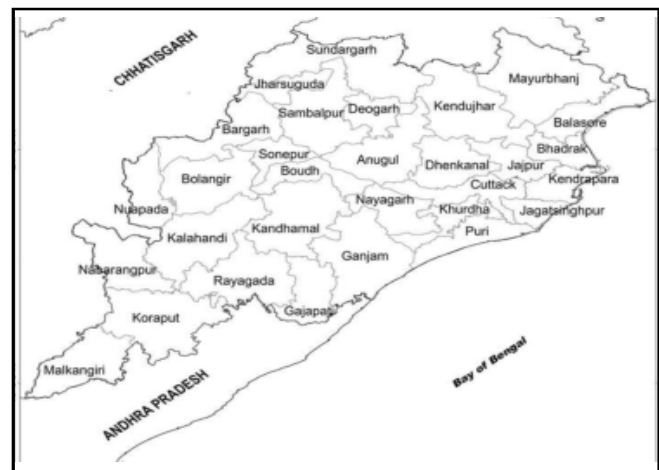 CHHATISGARH
Sundargarh
Mayurbhanj
Jharsuguda
Sambalpur
Deogarh
Kendujhar
Balasore
Bargarh
Bhadrak
Sonepur
Anugul
Dhenkanal
Jajpur
Bolangir
Boudh
Cuttack
Kendrapara
Nuapada
Nayagarh
Khurdha
Jagatsinghpur
Kalahandi
Kandhamal
Puri
Nabarangpur
Ganjam
Rayagada
Koraput
Gajapati
Malkangiri
Bay of Bengal
ANDHRA PRADESH